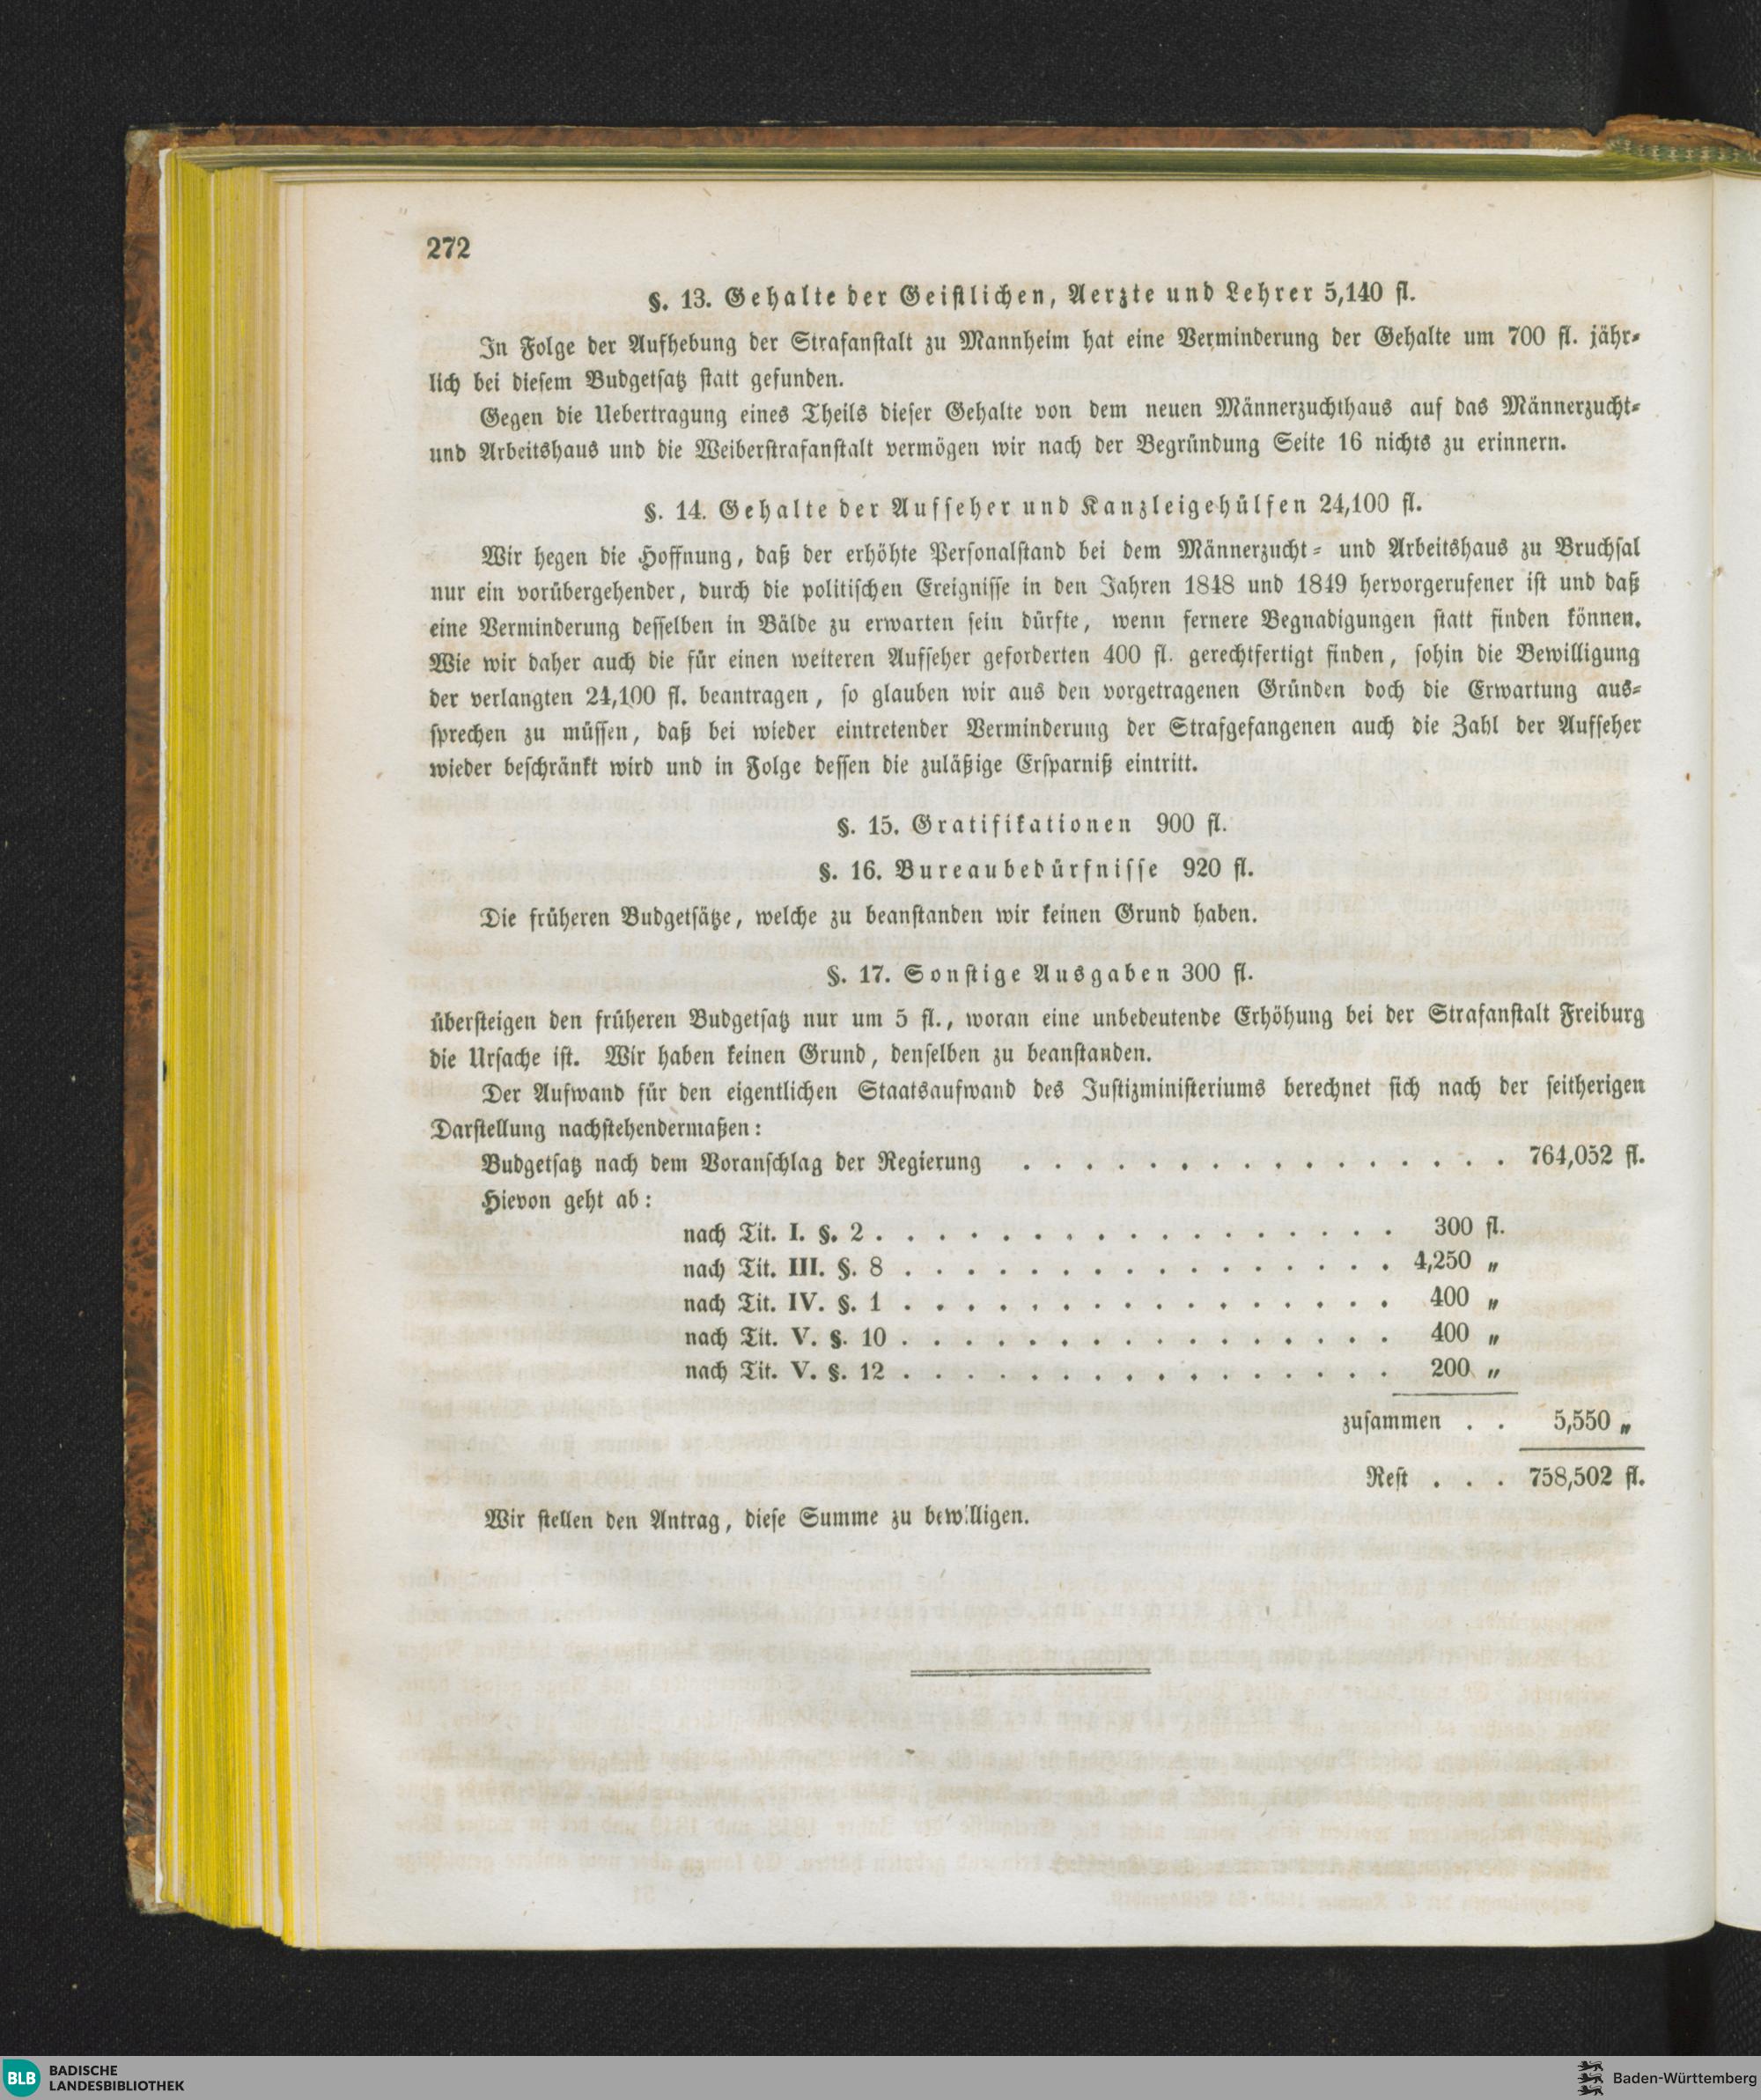 272
§. 13. Gehalte der Geistlichen, Aerzte und Lehrer 5,140 fl.
In Folge der Aufhebung der Strafanstalt zu Mannheim hat eine Verminderung der Gehalte um 700 fl. jähr-
lich bei diesem Budgetsatz statt gefunden.
Gegen die Uebertragung eines Theils dieser Gehalte von dem neuen Männerzuchthaus auf das Männerzucht-
und Arbeitshaus und die Weiberstrafanstalt vermögen wir nach der Begründung Seite 16 nichts zu erinnern.
§. 14. Gehalte der Aufseher und Kanzleigehülfen 24,100 fl.
Wir hegen die Hoffnung, daß der erhöhte Personalstand bei dem Männerzucht- und Arbeitshaus zu Bruchsal
nur ein vorübergehender, durch die politischen Ereignisse in den Jahren 1848 und 1849 hervorgerufener ist und daß
eine Verminderung desselben in Bälde zu erwarten sein dürfte, wenn fernere Begnadigungen statt finden können.
Wie wir daher auch die für einen weiteren Aufseher geforderten 400 fl. gerechtfertigt finden, sohin die Bewilligung
der verlangten 24,100 fl. beantragen, so glauben wir aus den vorgetragenen Gründen doch die Erwartung aus-
sprechen zu müssen, daß bei wieder eintretender Verminderung der Strafgefangenen auch die Zahl der Aufseher
wieder beschränkt wird und in Folge dessen die zuläßige Ersparniß eintritt.
§. 15. Gratifikationen 900 fl.
§. 16. Bureaubedürfnisse 920 fl.
Die früheren Budgetsätze, welche zu beanstanden wir keinen Grund haben.
§. 17. Sonstige Ausgaben 300 fl.
übersteigen den früheren Budgetsatz nur um 5 fl., woran eine unbedeutende Erhöhung bei der Strafanstalt Freiburg
die Ursache ist. Wir haben keinen Grund, denselben zu beanstanden.
Der Aufwand für den eigentlichen Staatsaufwand des Justizministeriums berechnet sich nach der seitherigen
Darstellung nachstehendermaßen:
Budgetsatz nach dem Voranschlag der Regierung . . . . . . . . . . . . . . . . 764,052 fl.
Hievon geht ab:
nach Tit. I. §. 2 . . . . . . . . . . . . . . . . . 300 fl.
nach Tit. III. §. 8 . . . . . . . . . . . . . . . . 4,250 „
nach Tit. IV. §. 1 . . . . . . . . . . . . . . . . 400 „
nach Tit. V. §. 10 . . . . . . . . . . . . . . . . 400 „
nach Tit. V. §. 12 . . . . . . . . . . . . . . . . 200 „
zusammen . . 5,550 „
Rest . . . 758,502 fl.
Wir stellen den Antrag, diese Summe zu bewilligen.
BLB BADISCHE
LANDESBIBLIOTHEK
Baden-Württemberg